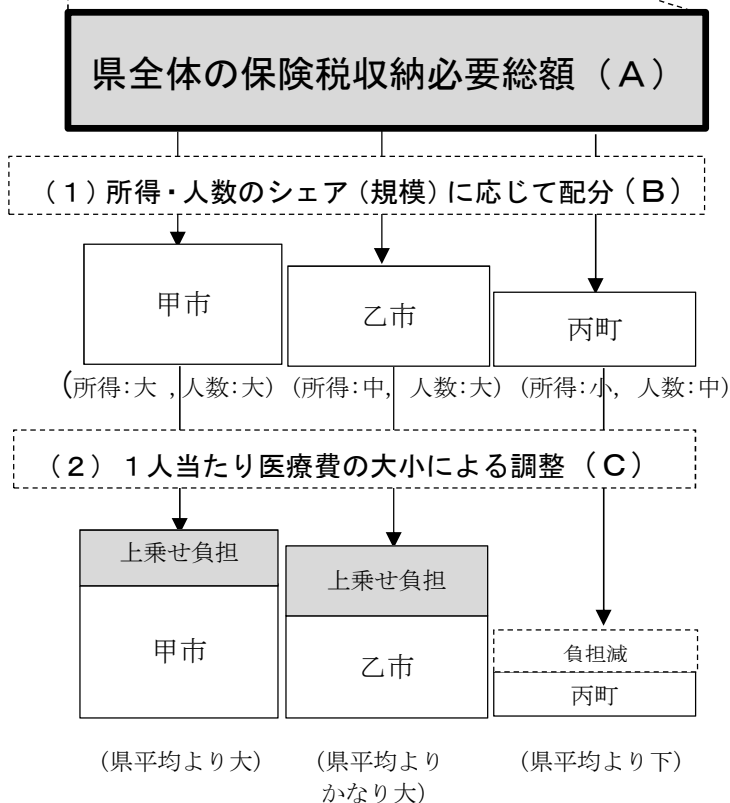 県全体の保険税収納必要総額(A)
(1)所得・人数のシェア(規模)に応じて配分(B)
甲市
乙市
丙町
(所得:大 ,人数:大)
(所得:中, 人数:大)
(所得:小, 人数:中)
(2) 1人当たり医療費の大小による調整(C)
上乗せ負担
甲市
上乗せ負担
乙市
負担減
丙町
(県平均より大)
(県平均より
かなり大)
(県平均より下)